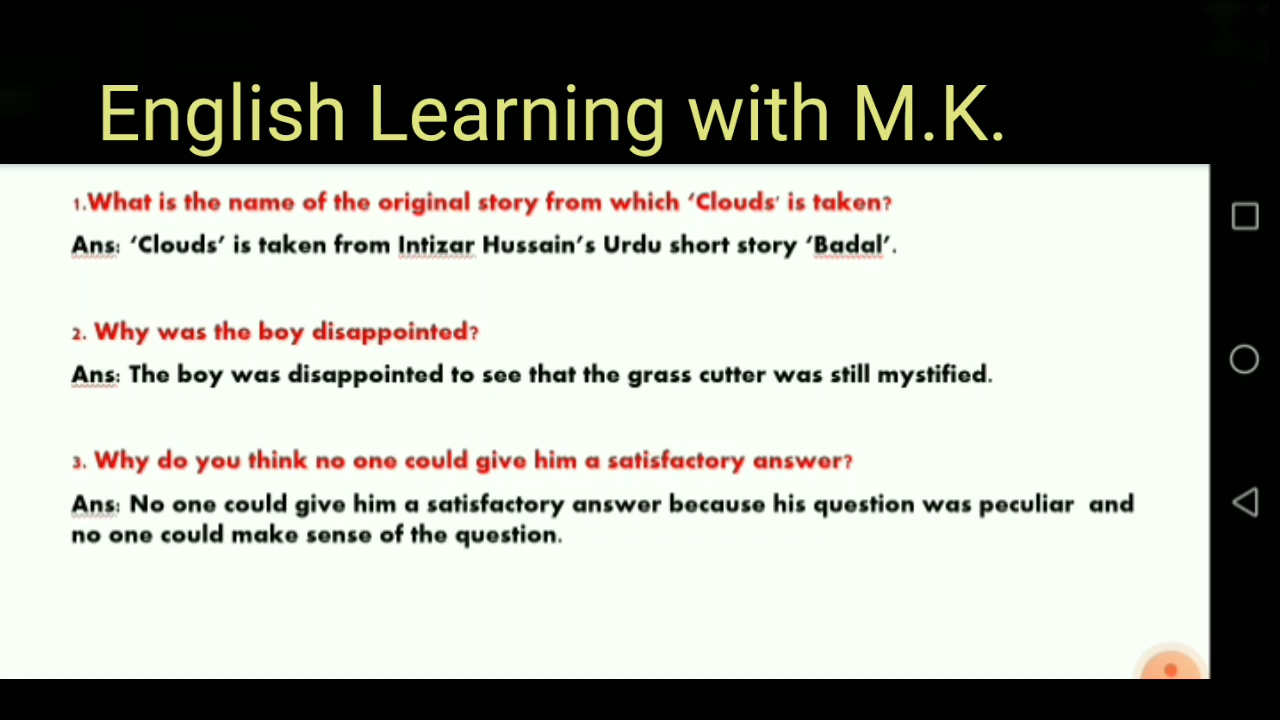 English Learning with M.K.
1.What is the name of the original story from which ‘Clouds’ is taken?
Ans: ‘Clouds’ is taken from Intizar Hussain’s Urdu short story ‘Badal’.
2. Why was the boy disappointed?
Ans: The boy was disappointed to see that the grass cutter was still mystified.
3. Why do you think no one could give him a satisfactory answer?
Ans: No one could give him a satisfactory answer because his question was peculiar and
no one could make sense of the question.